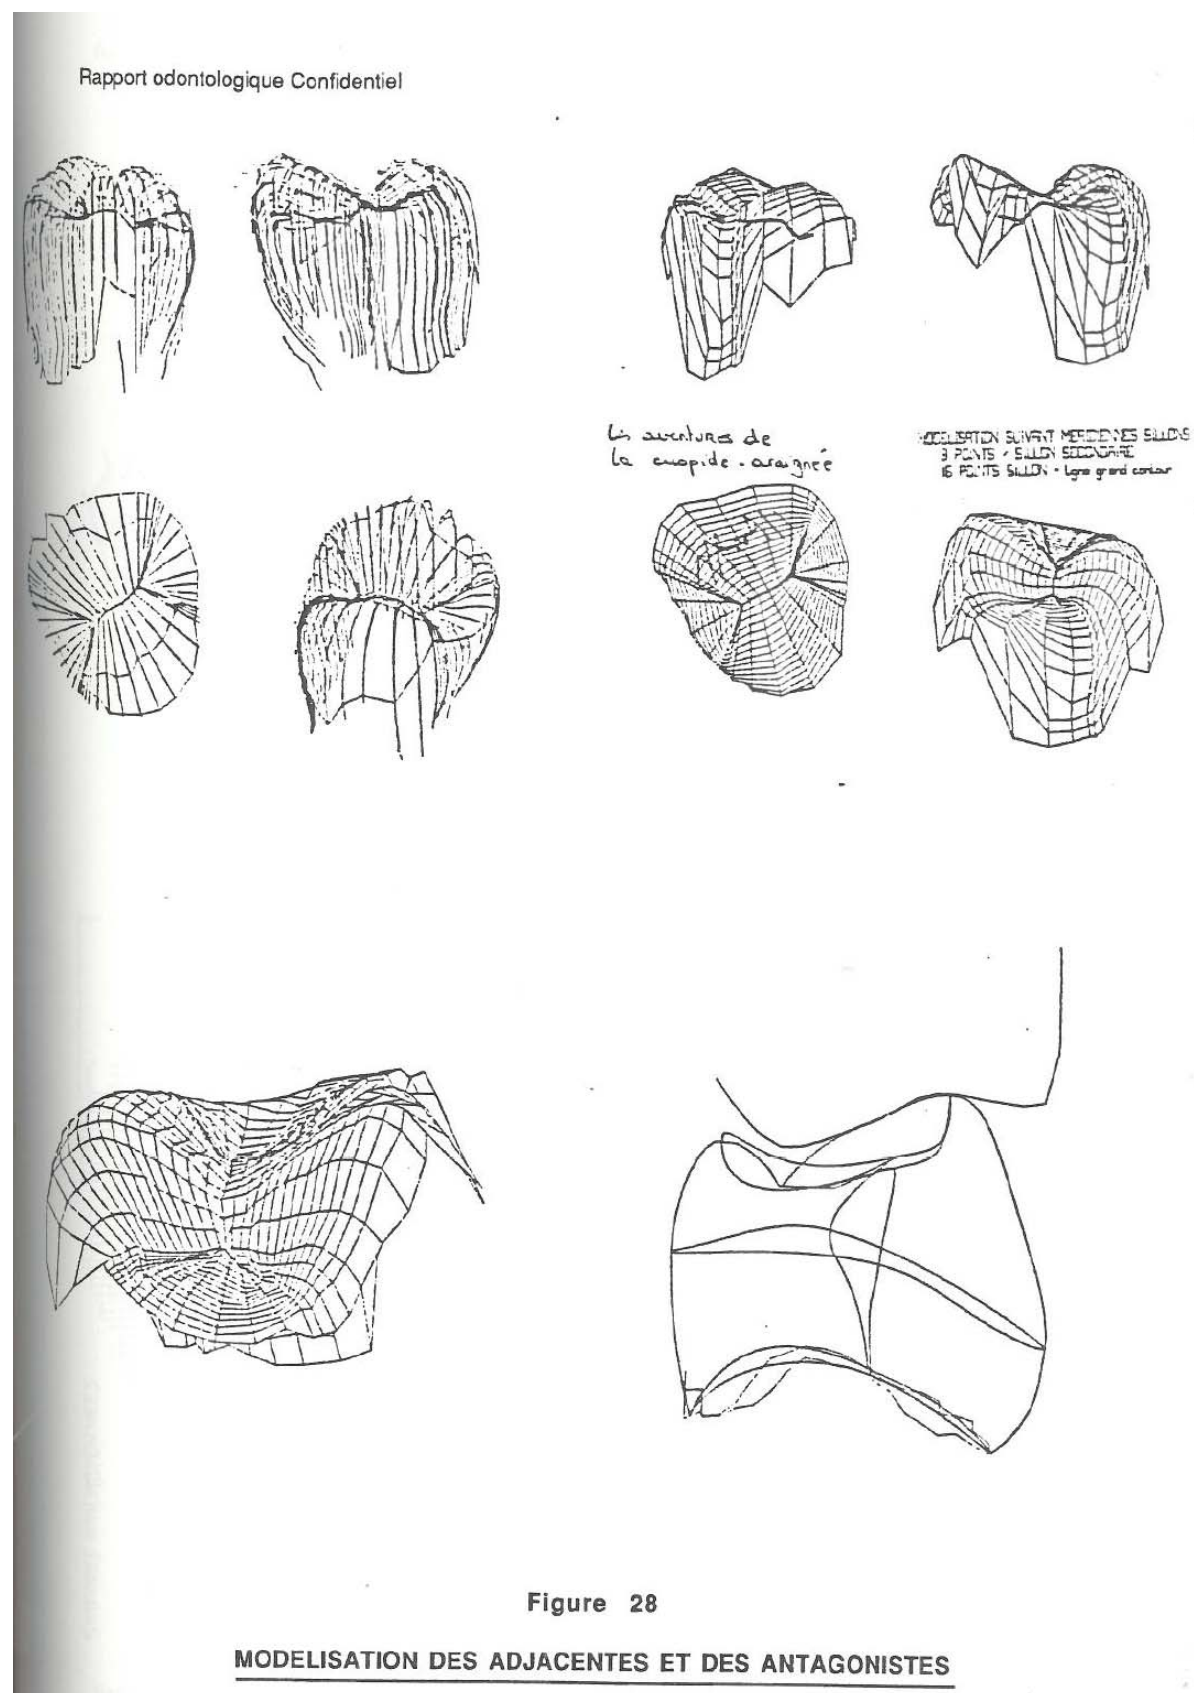 Rapport odontologique Confidentiel
Les aventures de
la cuspide-araignée
MODELISATION SUIVANT MERIDIENNES SILLONS
3 POINTS / SILLON SECONDAIRE
16 POINTS SILLON - Ligne grand contour
Figure 28
MODELISATION DES ADJACENTES ET DES ANTAGONISTES